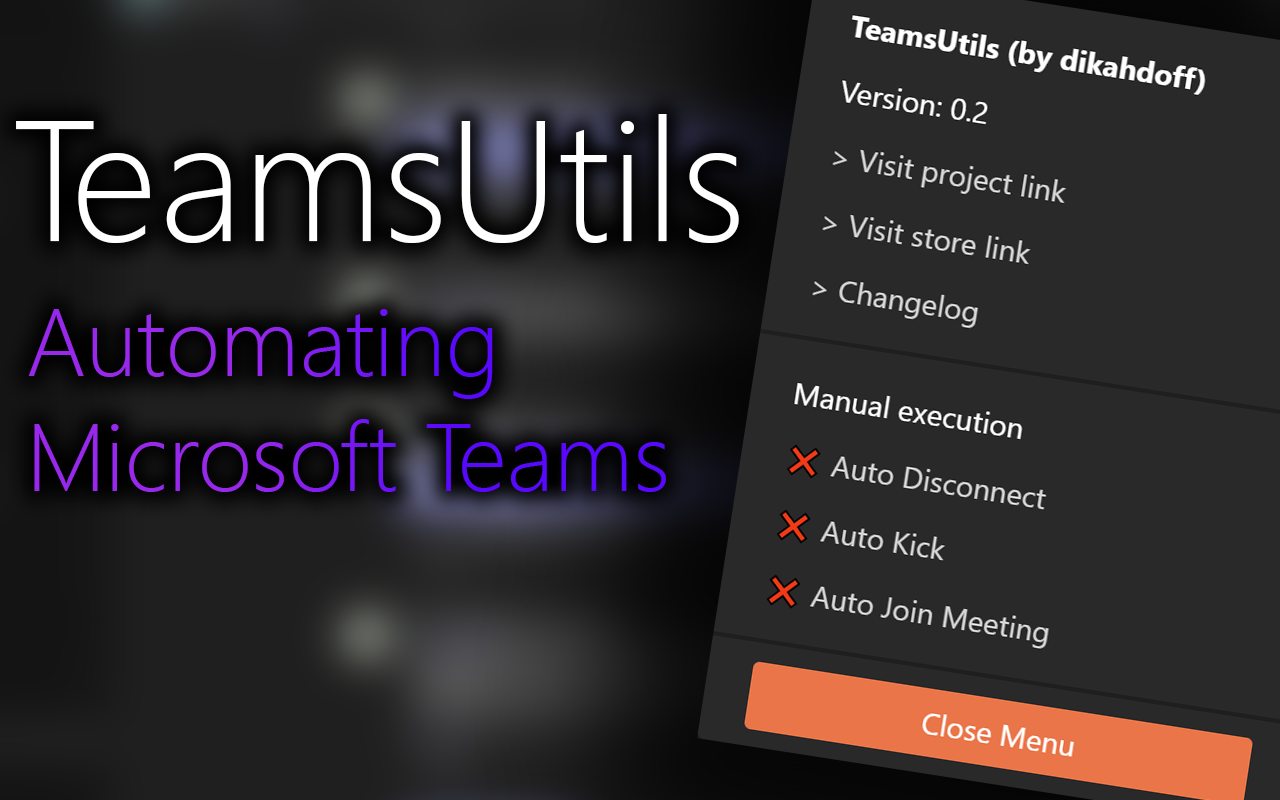 TeamsUtils
Automating
Microsoft Teams
TeamsUtils (by dikahdoff)
Version: 0.2
> Visit project link
> Visit store link
> Changelog
Manual execution
❌ Auto Disconnect
❌ Auto Kick
❌ Auto Join Meeting
Close Menu